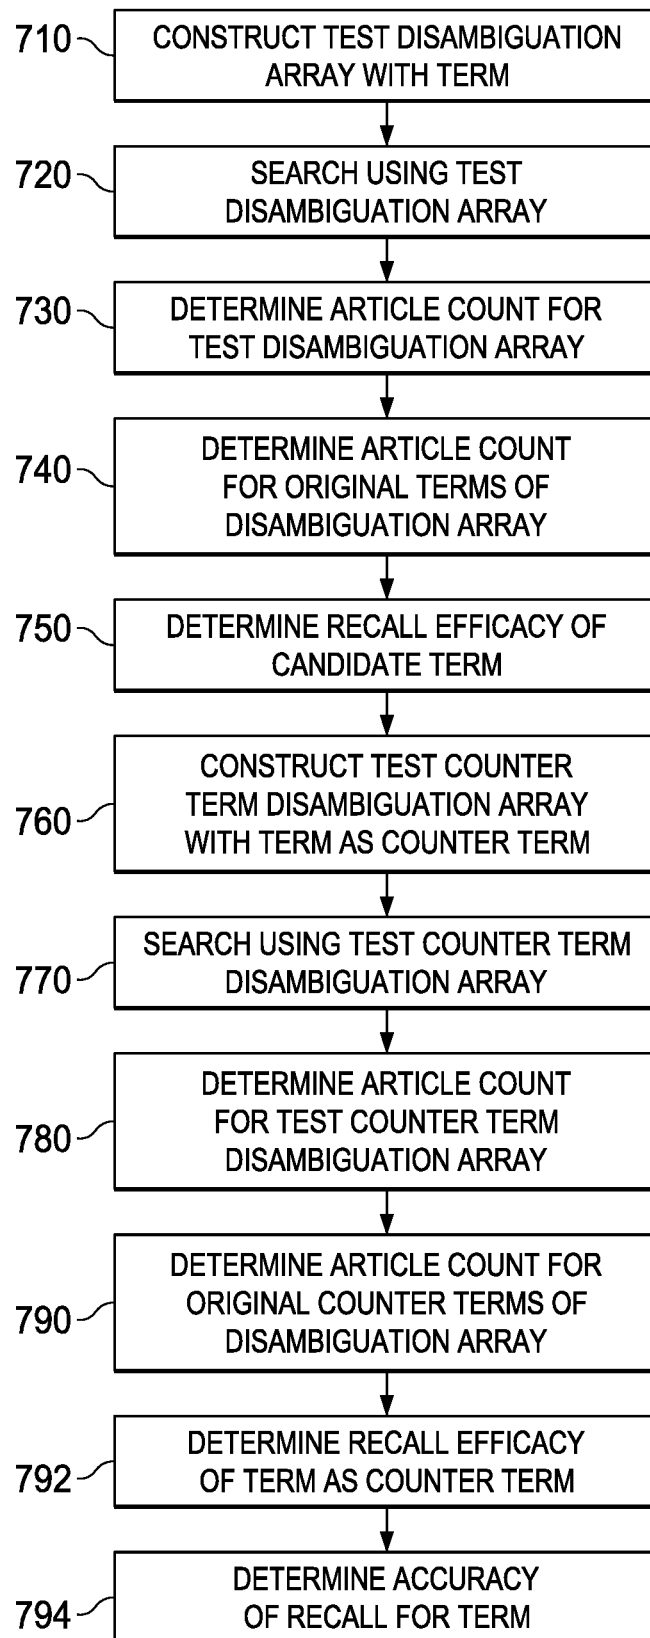 710
CONSTRUCT TEST DISAMBIGUATION
ARRAY WITH TERM
720
SEARCH USING TEST
DISAMBIGUATION ARRAY
730
DETERMINE ARTICLE COUNT FOR
TEST DISAMBIGUATION ARRAY
740
DETERMINE ARTICLE COUNT
FOR ORIGINAL TERMS OF
DISAMBIGUATION ARRAY
750
DETERMINE RECALL EFFICACY OF
CANDIDATE TERM
760
CONSTRUCT TEST COUNTER
TERM DISAMBIGUATION ARRAY
WITH TERM AS COUNTER TERM
770
SEARCH USING TEST COUNTER TERM
DISAMBIGUATION ARRAY
780
DETERMINE ARTICLE COUNT
FOR TEST COUNTER TERM
DISAMBIGUATION ARRAY
790
DETERMINE ARTICLE COUNT FOR
ORIGINAL COUNTER TERMS OF
DISAMBIGUATION ARRAY
792
DETERMINE RECALL EFFICACY
OF TERM AS COUNTER TERM
794
DETERMINE ACCURACY
OF RECALL FOR TERM